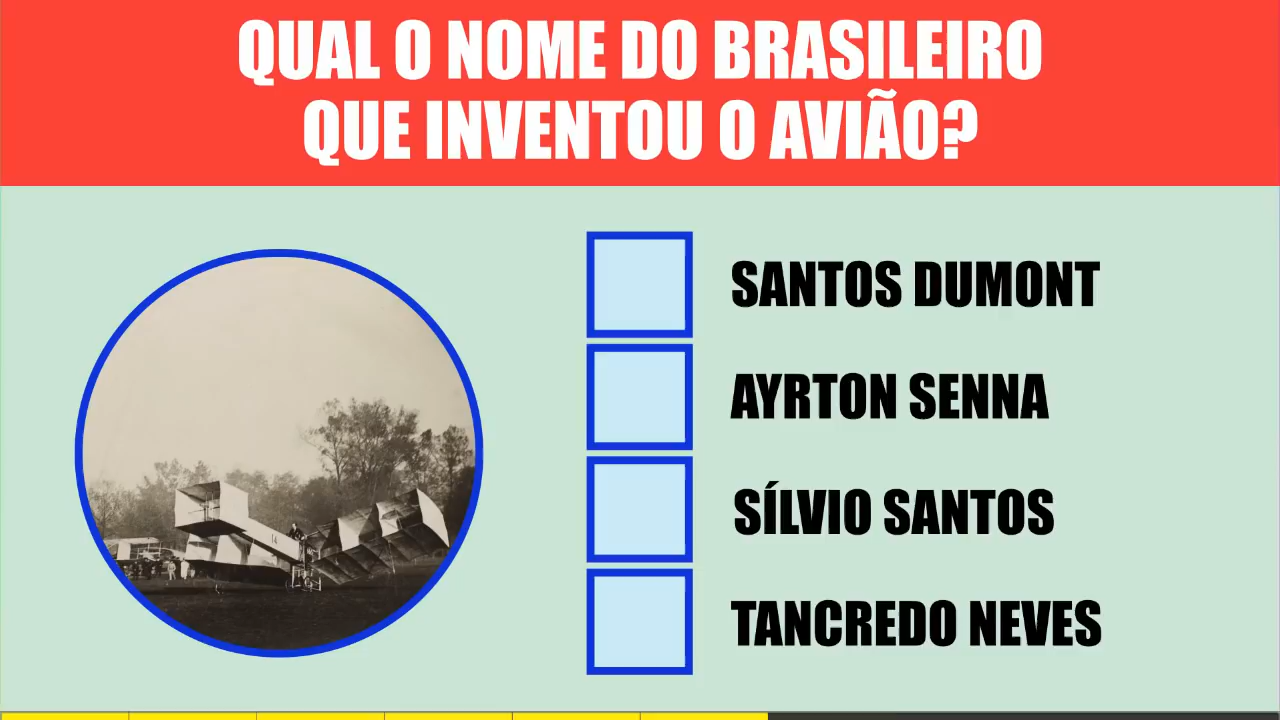 QUAL O NOME DO BRASILEIRO
QUE INVENTOU O AVIÃO?
SANTOS DUMONT
AYRTON SENNA
SÍLVIO SANTOS
TANCREDO NEVES